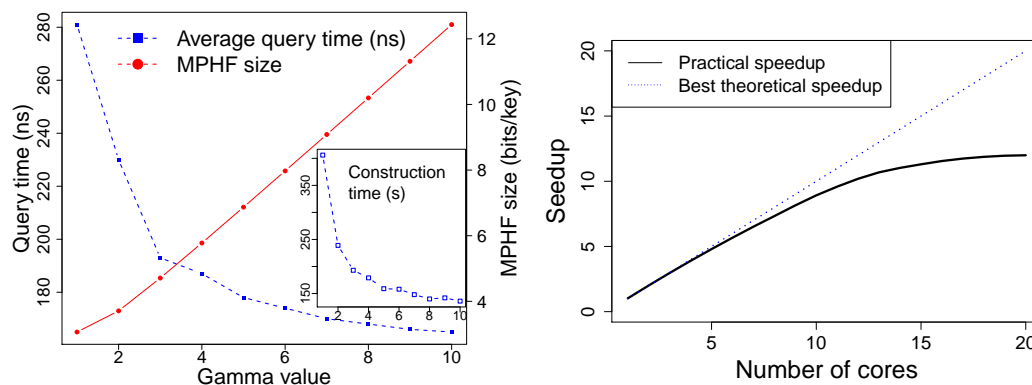 280
260
240
220
200
180
Query time (ns)
Average query time (ns)
MPHF size
12
10
8
6
4
MPHF size (bits/key)
Construction
time (s)
350
250
150
2 4 6 8 10
2 4 6 8 10
Gamma value
Practical speedup
Best theoretical speedup
20
15
10
5
0
Seedup
5 10 15 20
Number of cores